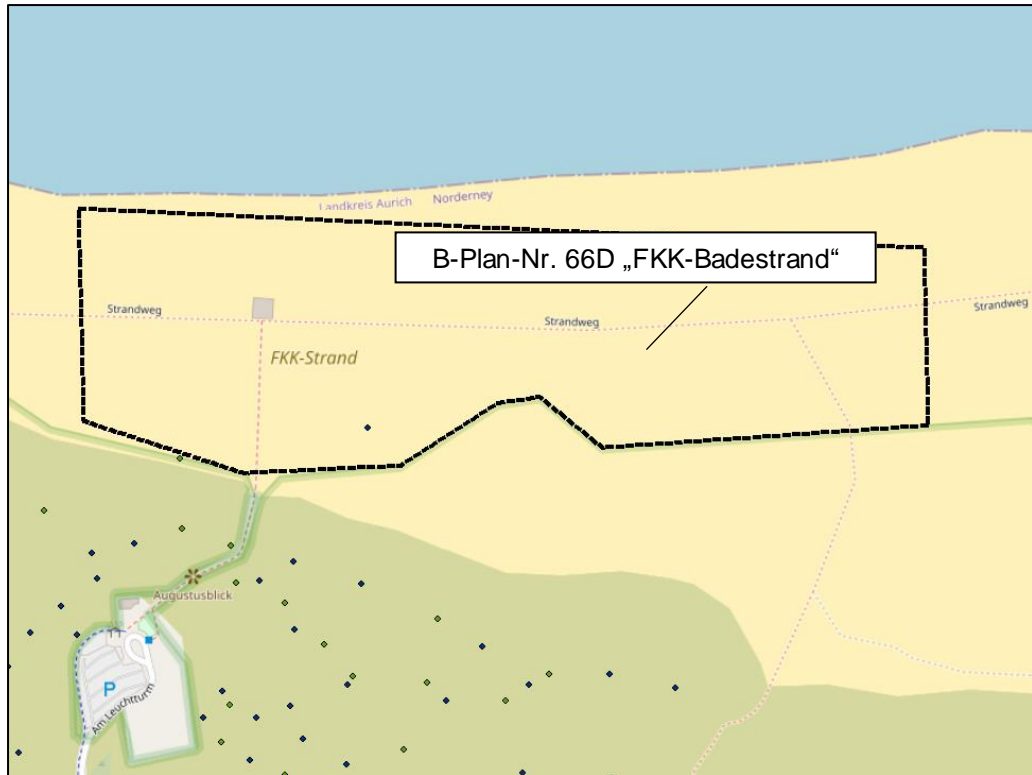 Landkreis Aurich
Norderney
B-Plan-Nr. 66D „FKK-Badestrand“
Strandweg
Strandweg
Strandweg
FKK-Strand
Augustusblick
P
Am Leuchtturm